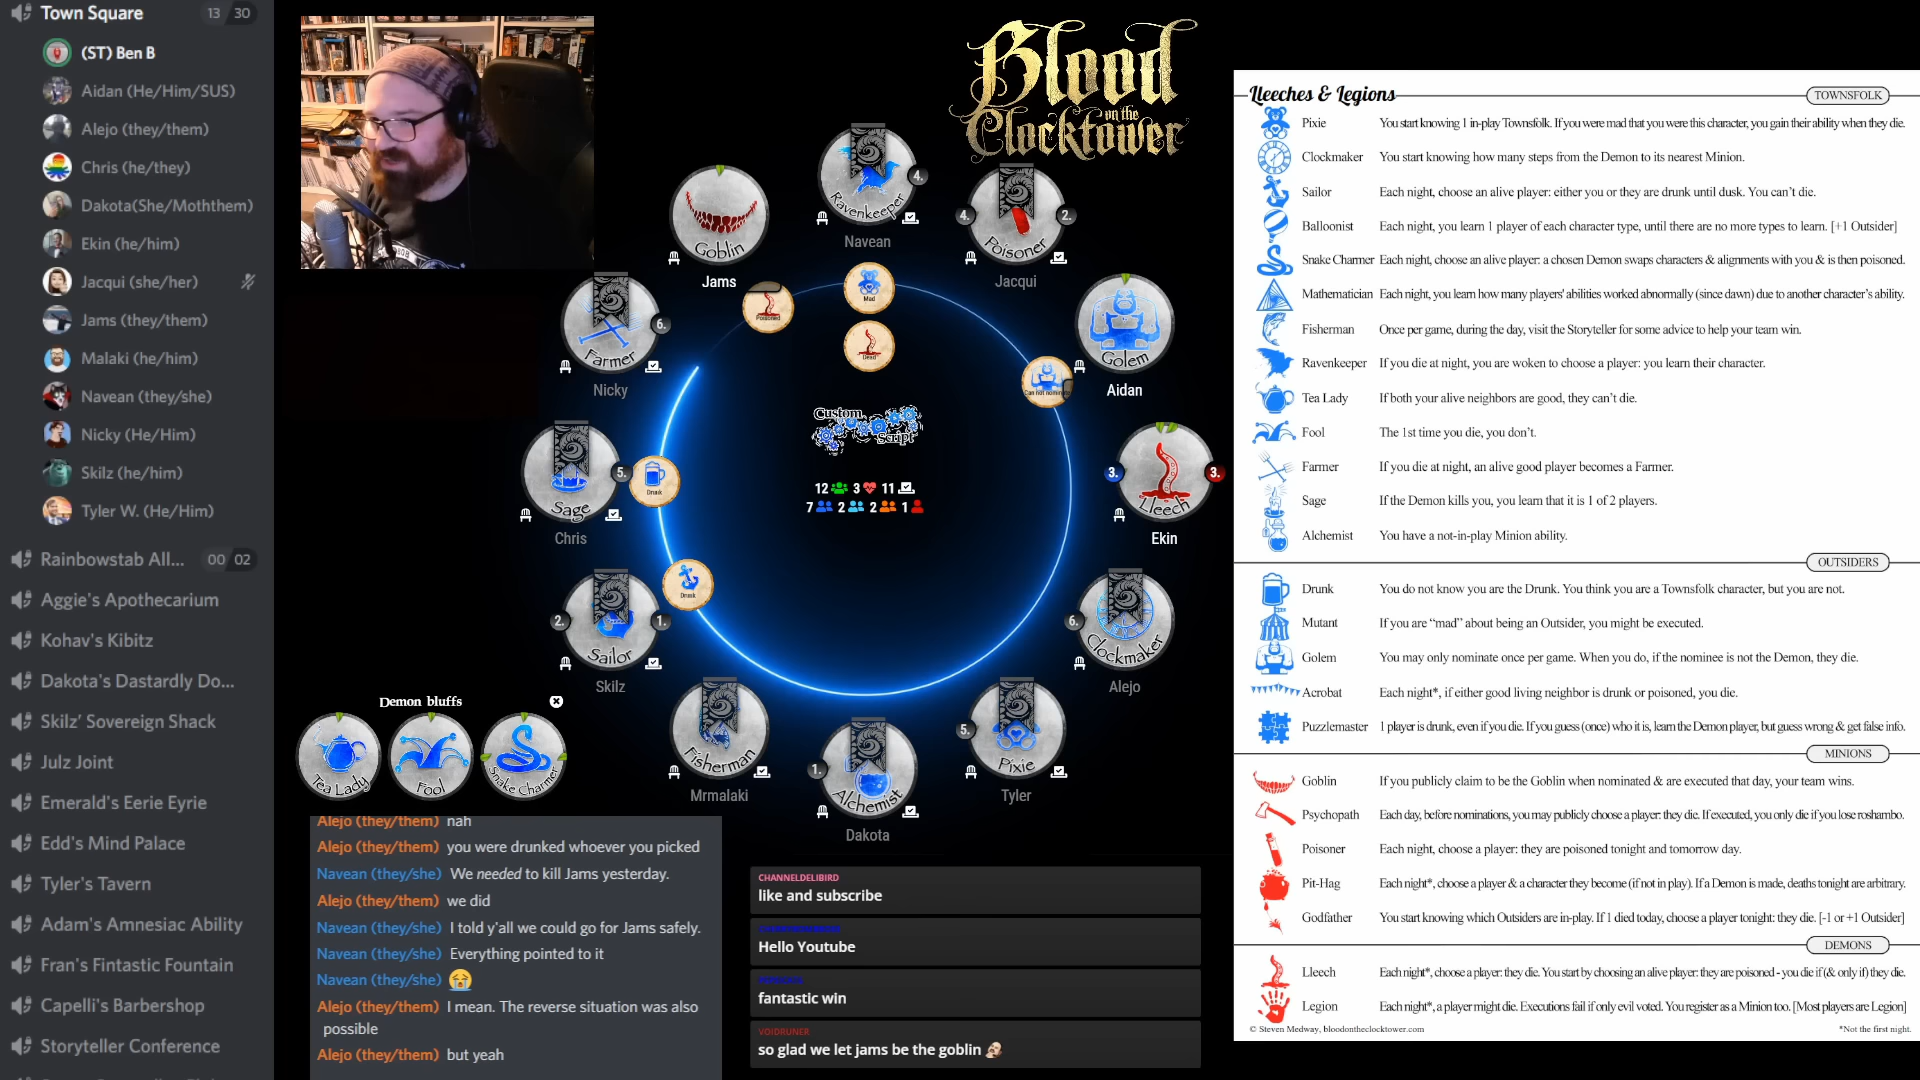 Town Square
13 30
(ST) Ben B
Aidan (He/Him/SUS)
Alejo (they/them)
Chris (he/they)
Dakota(She/Moththem)
Ekin (he/him)
Jacqui (she/her)
Jams (they/them)
Malaki (he/him)
Navean (they/she)
Nicky (He/Him)
Skilz (he/him)
Tyler W. (He/Him)
Rainbowstab All...
00 02
Aggie's Apothecarium
Kohav's Kibitz
Dakota's Dastardly Do...
Skilz' Sovereign Shack
Julz Joint
Emerald's Eerie Eyrie
Edd's Mind Palace
Tyler's Tavern
Adam's Amnesiac Ability
Fran's Fintastic Fountain
Capelli's Barbershop
Storyteller Conference
Blood
on the
Clocktower
Goblin
Jams
Ravenkeeper
4.
Navean
4.
Poisoner
2.
Jacqui
Golem
Aidan
3.
Lleech
3.
Ekin
6.
Clockmaker
Alejo
5.
Pixie
Tyler
1.
Alchemist
Dakota
Fisherman
Mrmalaki
2.
Sailor
1.
Skilz
Sage
5.
Chris
Farmer
6.
Nicky
Poisoned
Mad
Dead
Can not nominate
Drunk
Drunk
Custom
Script
12 3 11
7 2 2 1
Demon bluffs
Tea Lady
Fool
Snake Charmer
Alejo (they/them) nah
Alejo (they/them) you were drunked whoever you picked
Navean (they/she) We needed to kill Jams yesterday.
Alejo (they/them) we did
Navean (they/she) I told y'all we could go for Jams safely.
Navean (they/she) Everything pointed to it
Navean (they/she) 😭
Alejo (they/them) I mean. The reverse situation was also
possible
Alejo (they/them) but yeah
CHANNELDELIBIRD
like and subscribe
Hello Youtube
fantastic win
VOIDRUNER
so glad we let jams be the goblin
Lleeches & Legions
TOWNSFOLK
Pixie You start knowing 1 in-play Townsfolk. If you were mad that you were this character, you gain their ability when they die.
Clockmaker You start knowing how many steps from the Demon to its nearest Minion.
Sailor Each night, choose an alive player: either you or they are drunk until dusk. You can't die.
Balloonist Each night, you learn 1 player of each character type, until there are no more types to learn. [+1 Outsider]
Snake Charmer Each night, choose an alive player: a chosen Demon swaps characters & alignments with you & is then poisoned.
Mathematician Each night, you learn how many players' abilities worked abnormally (since dawn) due to another character's ability.
Fisherman Once per game, during the day, visit the Storyteller for some advice to help your team win.
Ravenkeeper If you die at night, you are woken to choose a player: you learn their character.
Tea Lady If both your alive neighbors are good, they can't die.
Fool The 1st time you die, you don't.
Farmer If you die at night, an alive good player becomes a Farmer.
Sage If the Demon kills you, you learn that it is 1 of 2 players.
Alchemist You have a not-in-play Minion ability.
OUTSIDERS
Drunk You do not know you are the Drunk. You think you are a Townsfolk character, but you are not.
Mutant If you are “mad” about being an Outsider, you might be executed.
Golem You may only nominate once per game. When you do, if the nominee is not the Demon, they die.
Acrobat Each night*, if either good living neighbor is drunk or poisoned, you die.
Puzzlemaster 1 player is drunk, even if you die. If you guess (once) who it is, learn the Demon player, but guess wrong & get false info.
MINIONS
Goblin If you publicly claim to be the Goblin when nominated & are executed that day, your team wins.
Psychopath Each day, before nominations, you may publicly choose a player: they die. If executed, you only die if you lose roshambo.
Poisoner Each night, choose a player: they are poisoned tonight and tomorrow day.
Pit-Hag Each night*, choose a player & a character they become (if not in play). If a Demon is made, deaths tonight are arbitrary.
Godfather You start knowing which Outsiders are in-play. If 1 died today, choose a player tonight: they die. [-1 or +1 Outsider]
DEMONS
Lleech Each night*, choose a player: they die. You start by choosing an alive player: they are poisoned - you die if (& only if) they die.
Legion Each night*, a player might die. Executions fail if only evil voted. You register as a Minion too. [Most players are Legion]
© Steven Medway, bloodontheclocktower.com
*Not the first night.